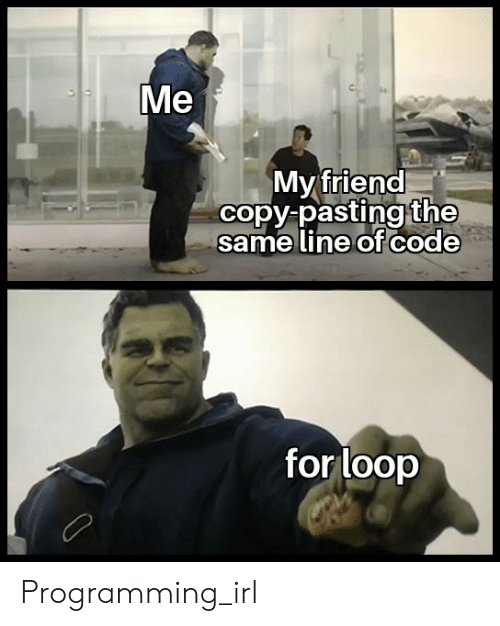 Me
My friend
copy-pasting the
same line of code
for loop
Programming_irl